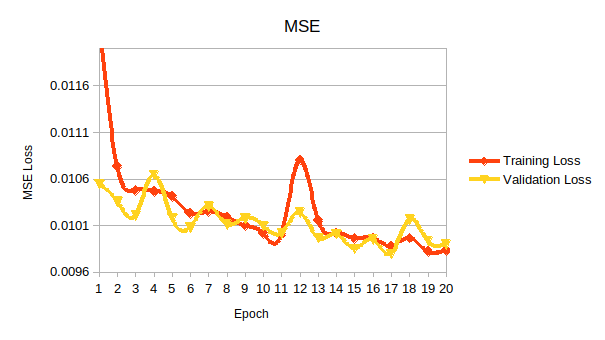 MSE
0.0116
0.0111
0.0106
0.0101
0.0096
MSE Loss
1 2 3 4 5 6 7 8 9 10 11 12 13 14 15 16 17 18 19 20
Epoch
Training Loss
Validation Loss